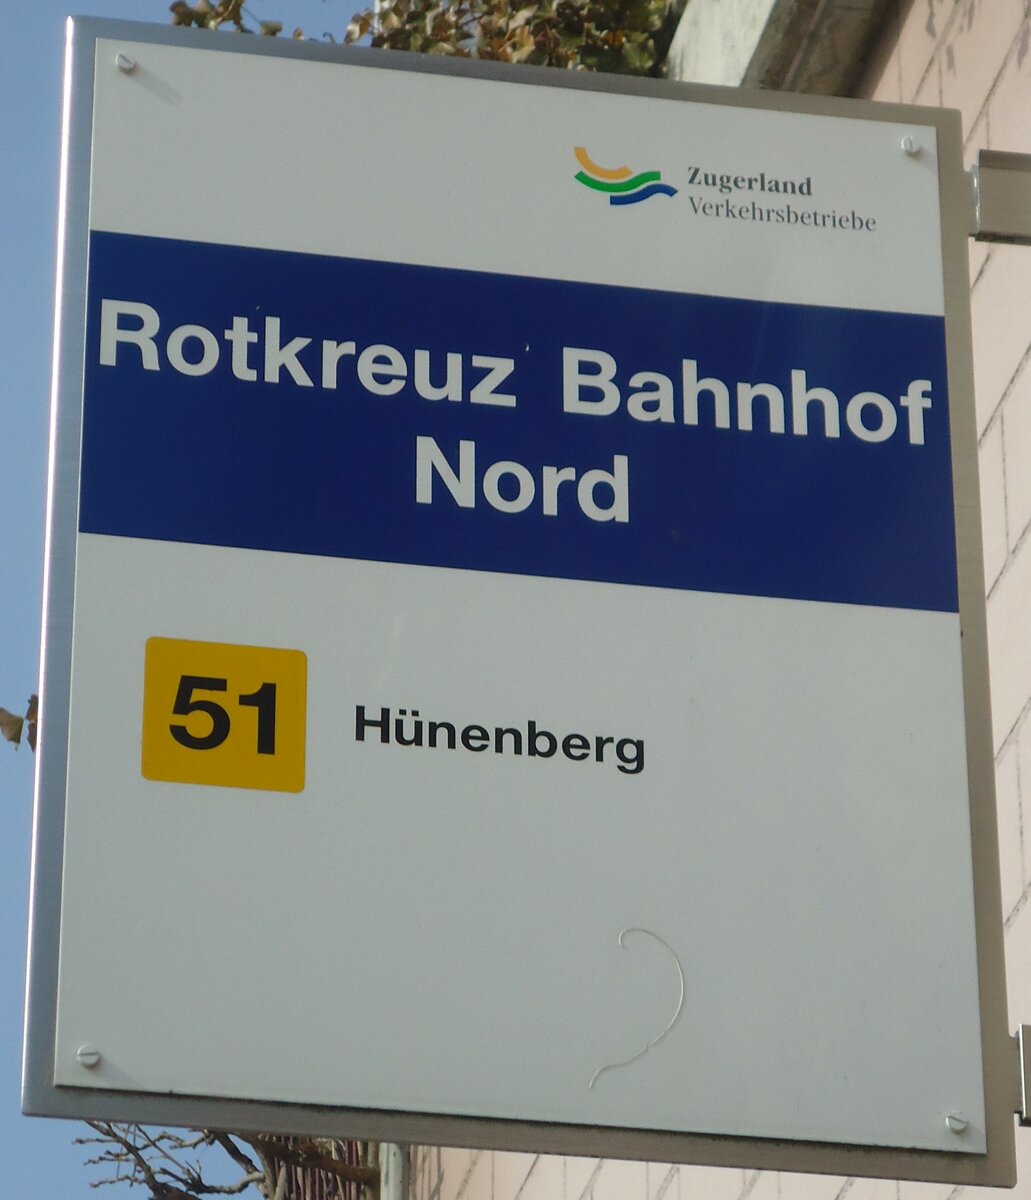 Zugerland
Verkehrsbetriebe
Rotkreuz Bahnhof
Nord
51 Hünenberg